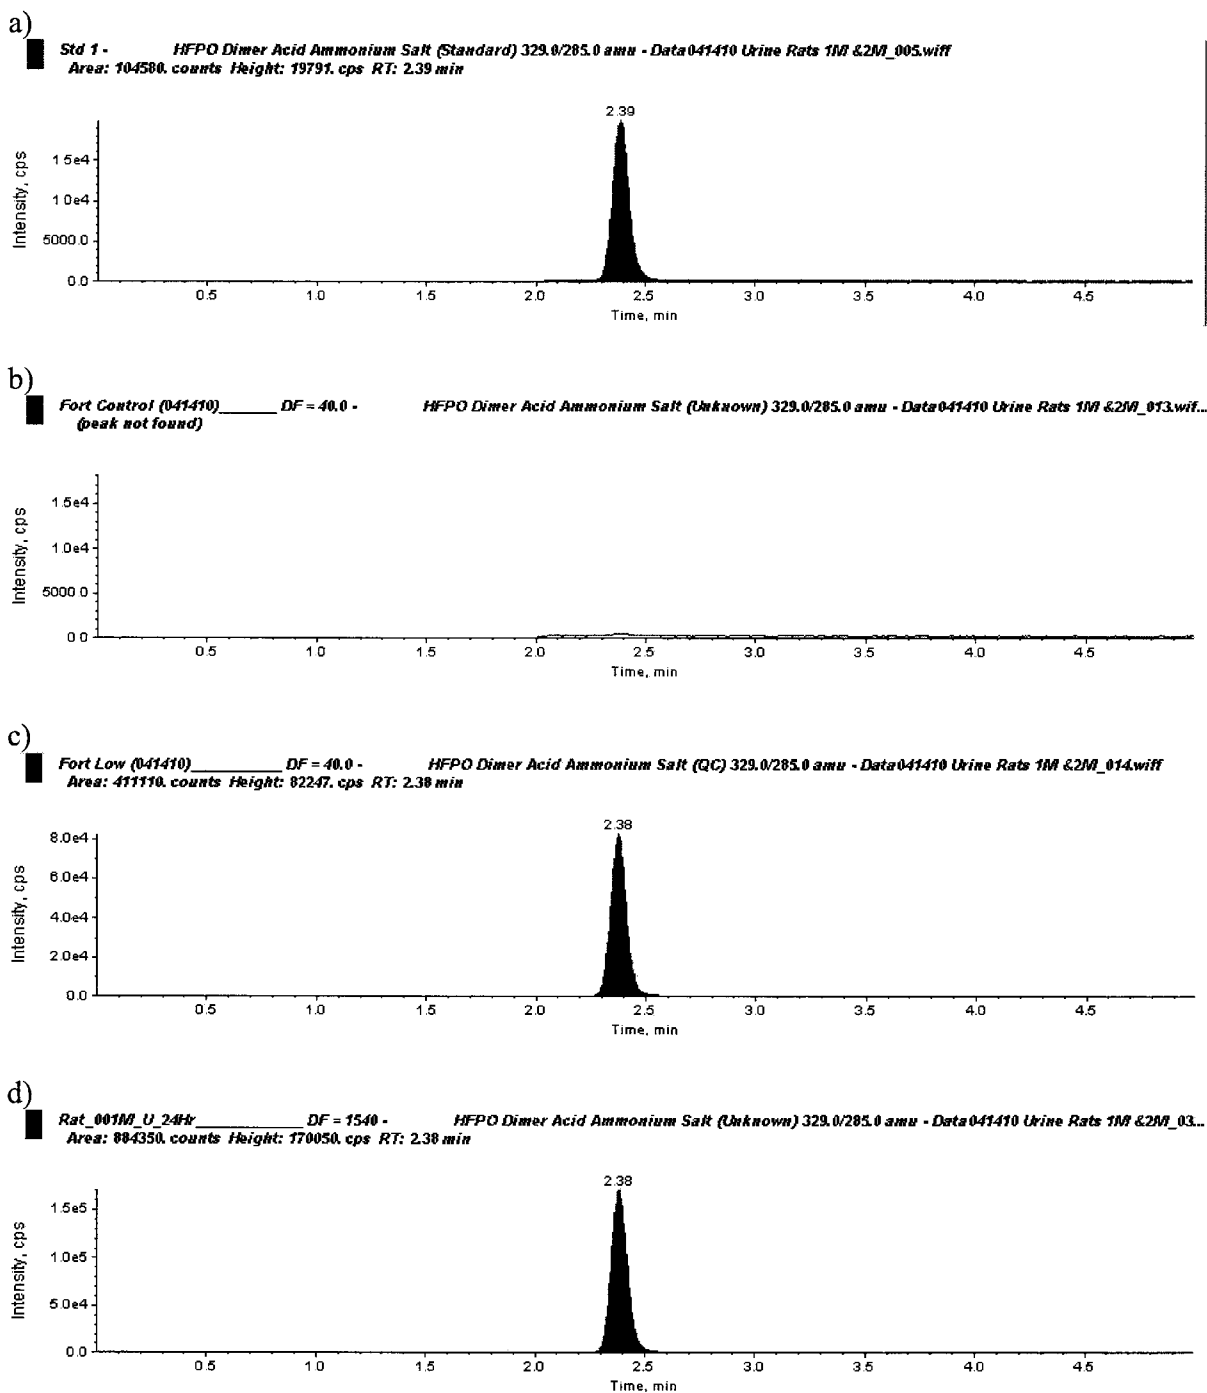 a)
Std 1 - HFPO Dimer Acid Ammonium Salt (Standard) 329.0/285.0 amu - Data041410 Urine Rats 1M &2M_005.wiff
Area: 104580. counts Height: 19791. cps RT: 2.39 min
2.39
1.5e4
1.0e4
5000.0
0.0
Intensity, cps
0.5 1.0 1.5 2.0 2.5 3.0 3.5 4.0 4.5
Time, min
b)
Fort Control (041410)_______ DF = 40.0 - HFPO Dimer Acid Ammonium Salt (Unknown) 329.0/285.0 amu - Data041410 Urine Rats 1M &2M_013.wif...
(peak not found)
1.5e4
1.0e4
5000.0
0.0
Intensity, cps
0.5 1.0 1.5 2.0 2.5 3.0 3.5 4.0 4.5
Time, min
c)
Fort Low (041410)___________ DF = 40.0 - HFPO Dimer Acid Ammonium Salt (QC) 329.0/285.0 amu - Data041410 Urine Rats 1M &2M_014.wiff
Area: 411110. counts Height: 82247. cps RT: 2.38 min
2.38
8.0e4
6.0e4
4.0e4
2.0e4
0.0
Intensity, cps
0.5 1.0 1.5 2.0 2.5 3.0 3.5 4.0 4.5
Time, min
d)
Rat_001M_U_24Hr_____________ DF = 1540 - HFPO Dimer Acid Ammonium Salt (Unknown) 329.0/285.0 amu - Data041410 Urine Rats 1M &2M_03...
Area: 884350. counts Height: 170050. cps RT: 2.38 min
2.38
1.5e5
1.0e5
5.0e4
0.0
Intensity, cps
0.5 1.0 1.5 2.0 2.5 3.0 3.5 4.0 4.5
Time, min